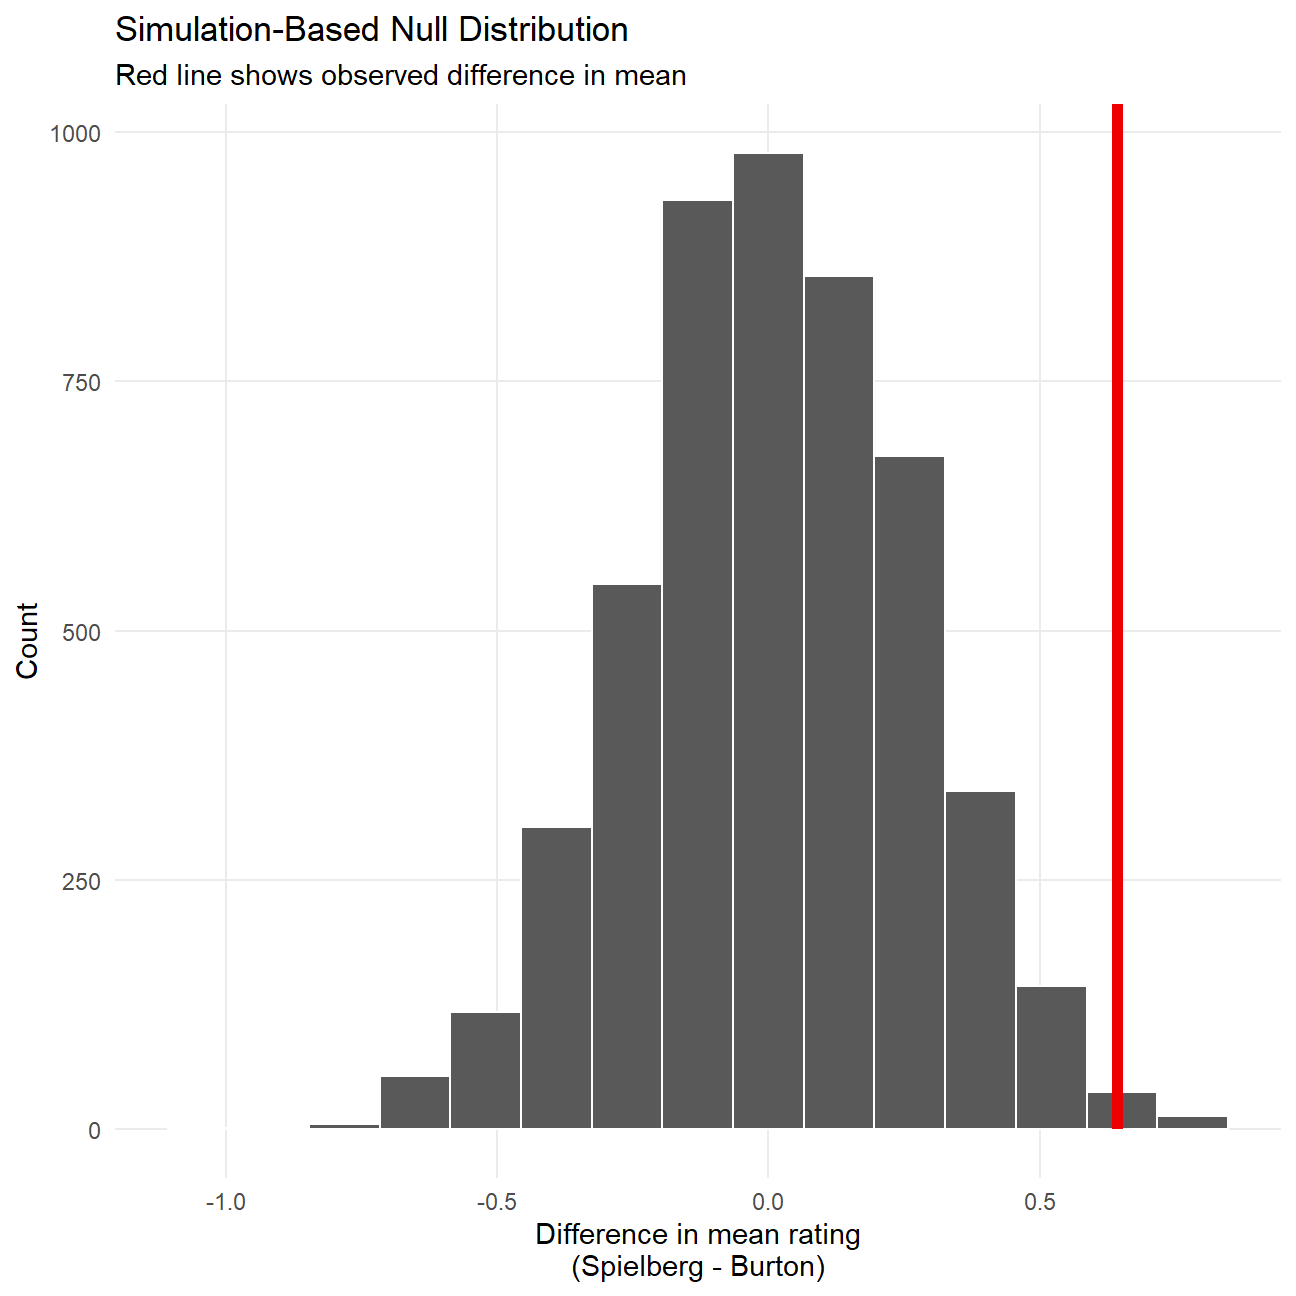 Simulation-Based Null Distribution
Red line shows observed difference in mean
1000
750
500
250
0
Count
-1.0
-0.5
0.0
0.5
Difference in mean rating
(Spielberg - Burton)